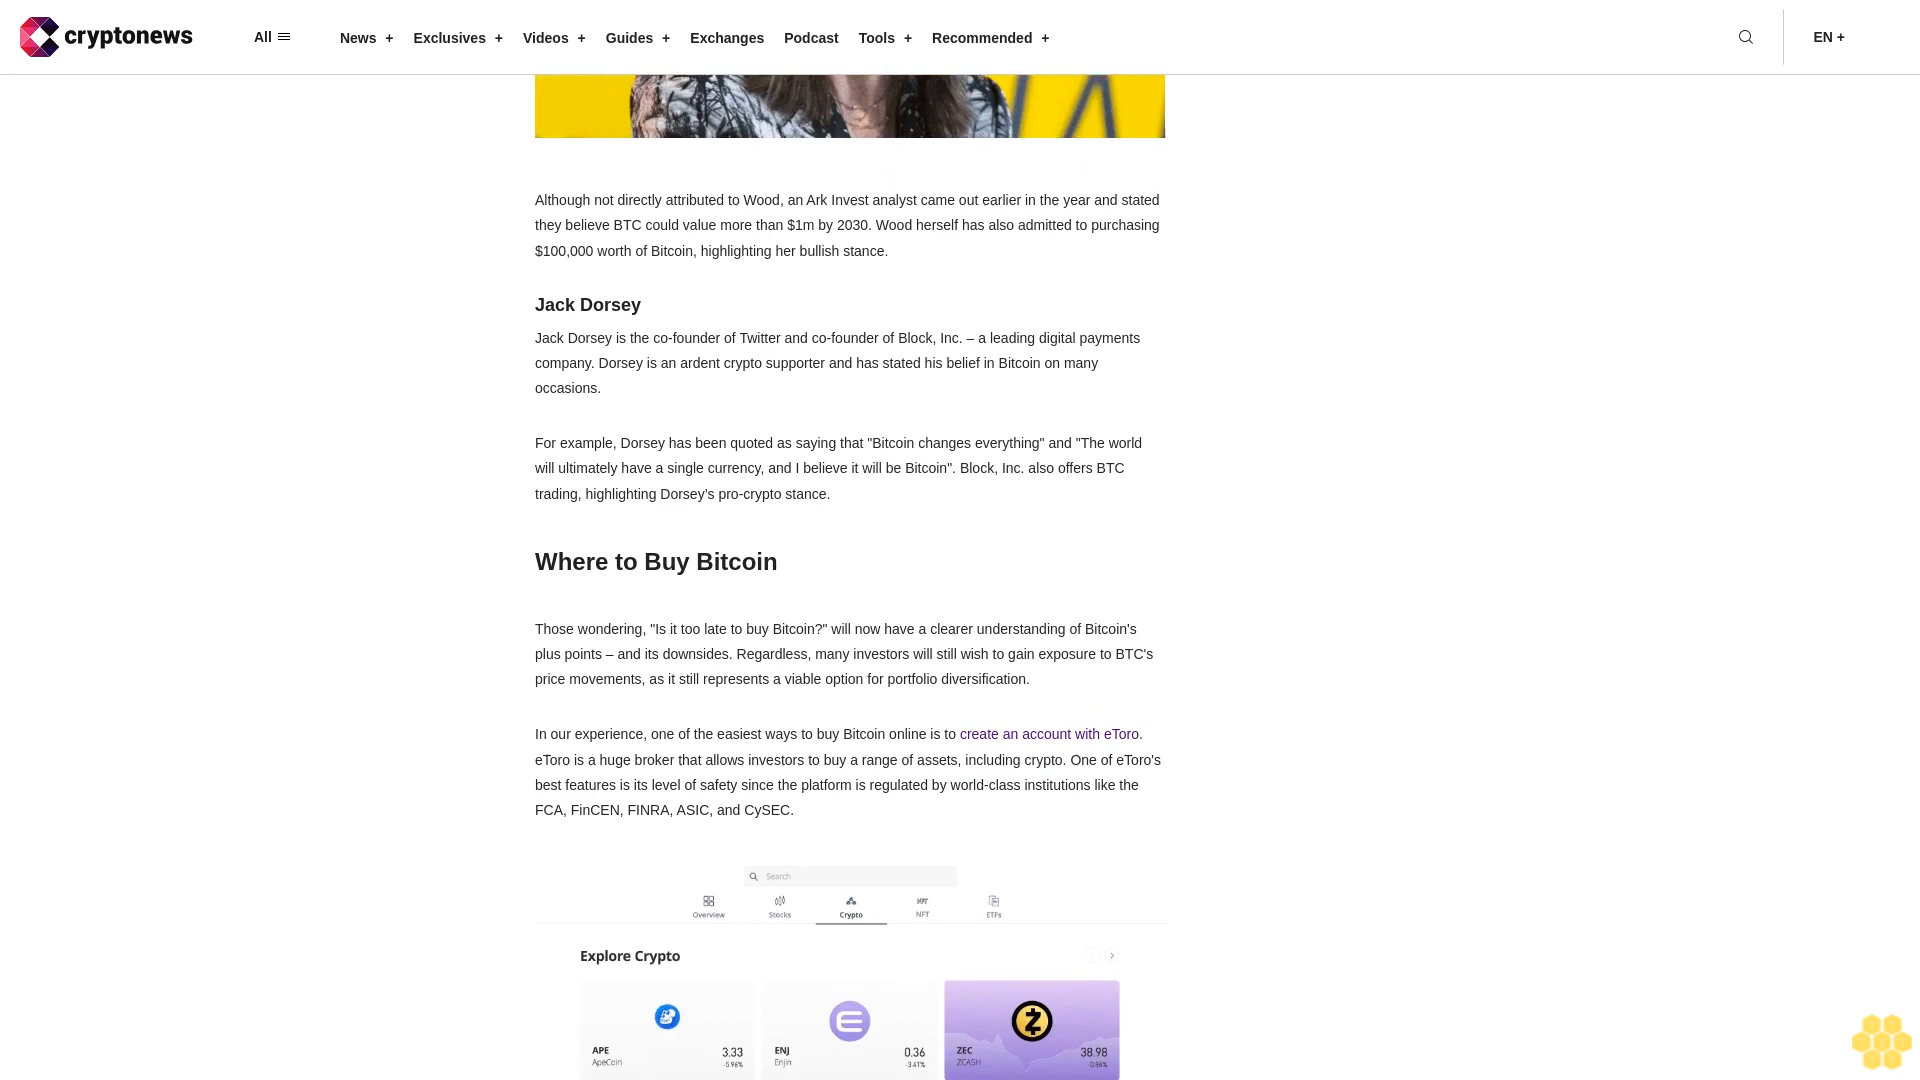 cryptonews
All
News +
Exclusives +
Videos +
Guides +
Exchanges
Podcast
Tools +
Recommended +
EN +
Although not directly attributed to Wood, an Ark Invest analyst came out earlier in the year and stated
they believe BTC could value more than $1m by 2030. Wood herself has also admitted to purchasing
$100,000 worth of Bitcoin, highlighting her bullish stance.
Jack Dorsey
Jack Dorsey is the co-founder of Twitter and co-founder of Block, Inc. – a leading digital payments
company. Dorsey is an ardent crypto supporter and has stated his belief in Bitcoin on many
occasions.
For example, Dorsey has been quoted as saying that "Bitcoin changes everything" and "The world
will ultimately have a single currency, and I believe it will be Bitcoin". Block, Inc. also offers BTC
trading, highlighting Dorsey's pro-crypto stance.
Where to Buy Bitcoin
Those wondering, "Is it too late to buy Bitcoin?" will now have a clearer understanding of Bitcoin's
plus points – and its downsides. Regardless, many investors will still wish to gain exposure to BTC's
price movements, as it still represents a viable option for portfolio diversification.
In our experience, one of the easiest ways to buy Bitcoin online is to create an account with eToro.
eToro is a huge broker that allows investors to buy a range of assets, including crypto. One of eToro's
best features is its level of safety since the platform is regulated by world-class institutions like the
FCA, FinCEN, FINRA, ASIC, and CySEC.
Search
Overview
Stocks
Crypto
NFT
NFT
ETFs
Explore Crypto
APE 3.33
ApeCoin -5.96%
ENJ 0.36
Enjin -3.41%
ZEC 38.98
ZCASH -0.86%